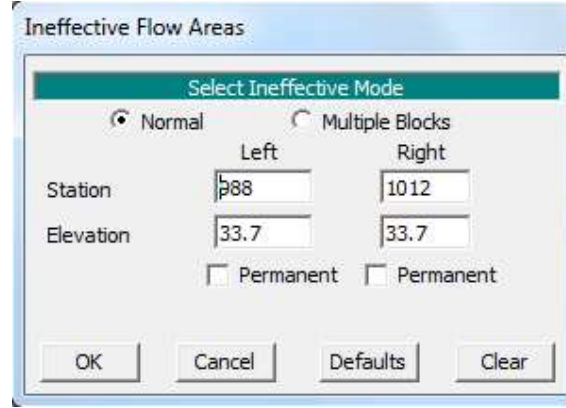 Ineffective Flow Areas
Select Ineffective Mode
Normal Multiple Blocks
Left Right
Station 988 1012
Elevation 33.7 33.7
Permanent Permanent
OK Cancel Defaults Clear